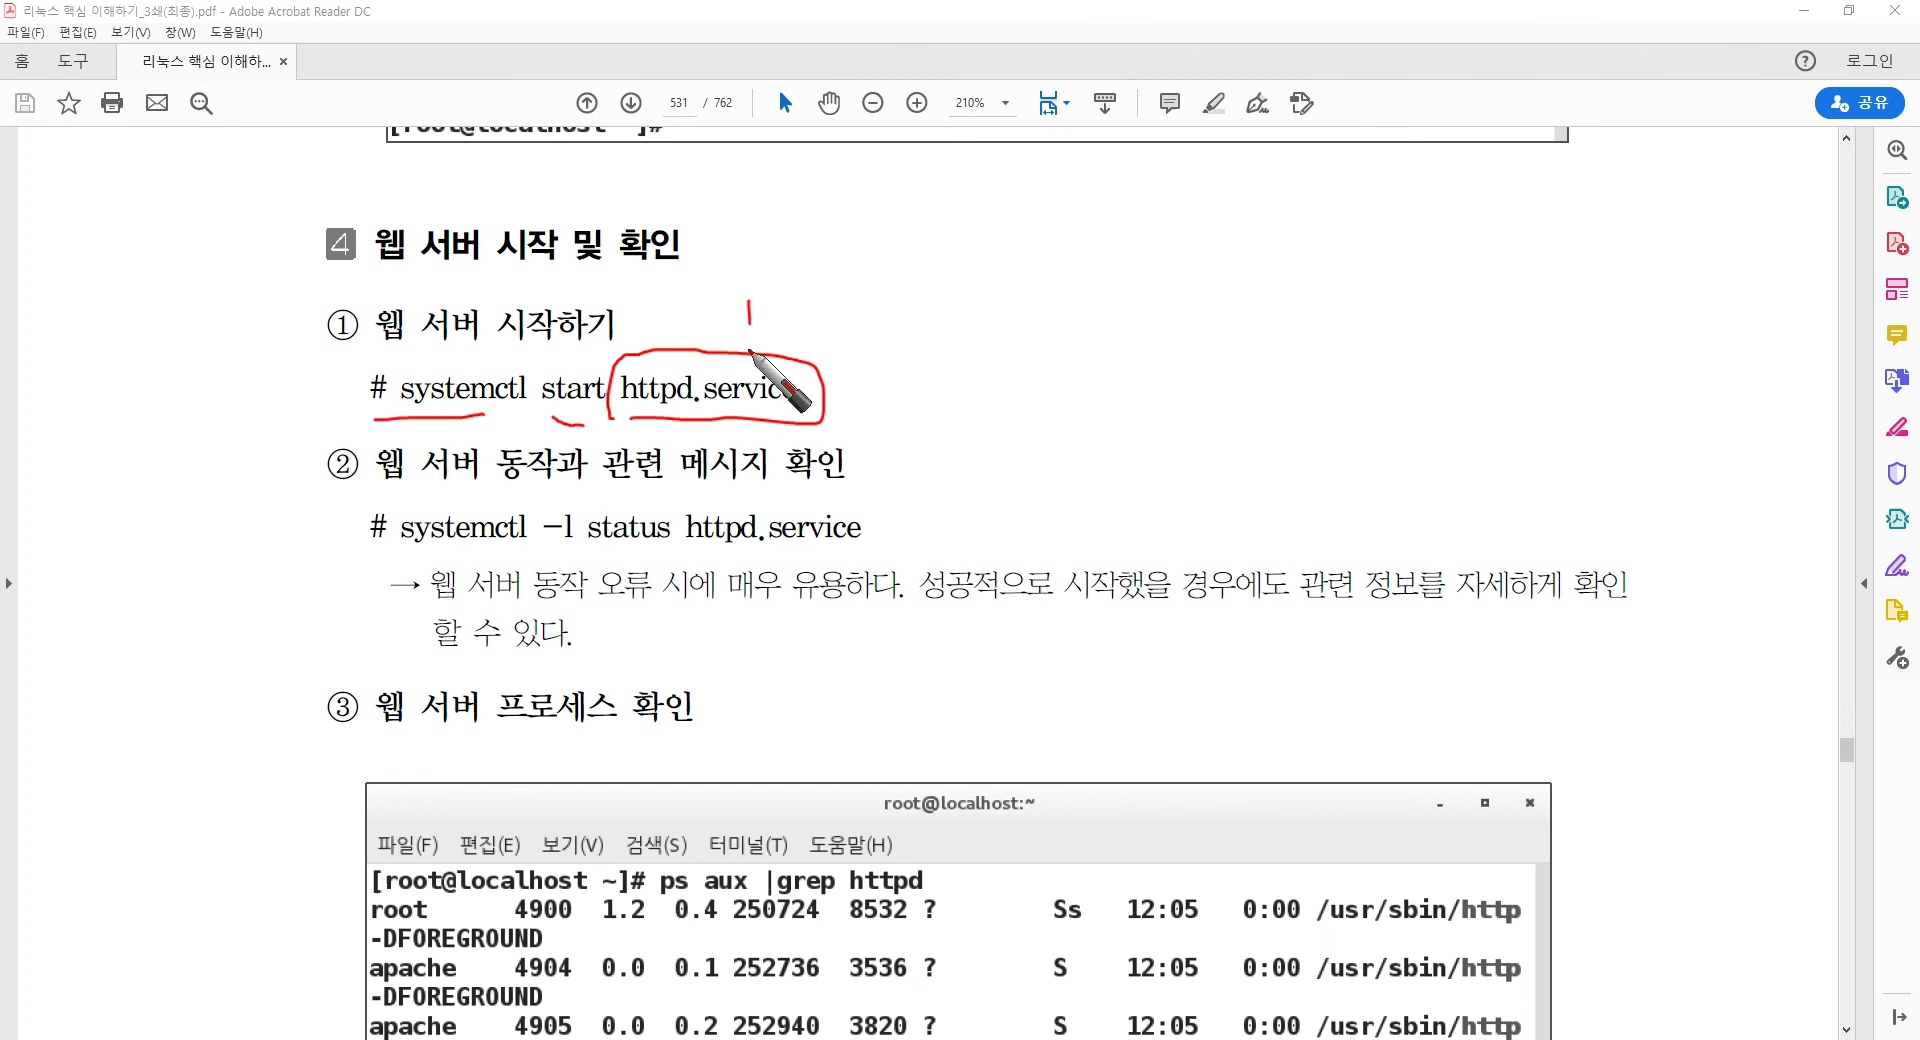 리눅스 핵심 이해하기_3쇄(최종).pdf - Adobe Acrobat Reader DC
파일(F) 편집(E) 보기(V) 창(W) 도움말(H)
홈 도구 리눅스 핵심 이해하... × 로그인
531 / 762 210% 공유
[root@localhost ~]#
4 웹 서버 시작 및 확인
① 웹 서버 시작하기
# systemctl start httpd.servic
② 웹 서버 동작과 관련 메시지 확인
# systemctl -l status httpd.service
→ 웹 서버 동작 오류 시에 매우 유용하다. 성공적으로 시작했을 경우에도 관련 정보를 자세하게 확인
할 수 있다.
③ 웹 서버 프로세스 확인
root@localhost:~
파일(F) 편집(E) 보기(V) 검색(S) 터미널(T) 도움말(H)
[root@localhost ~]# ps aux |grep httpd
root 4900 1.2 0.4 250724 8532 ? Ss 12:05 0:00 /usr/sbin/http
-DFOREGROUND
apache 4904 0.0 0.1 252736 3536 ? S 12:05 0:00 /usr/sbin/http
-DFOREGROUND
apache 4905 0.0 0.2 252940 3820 ? S 12:05 0:00 /usr/sbin/http